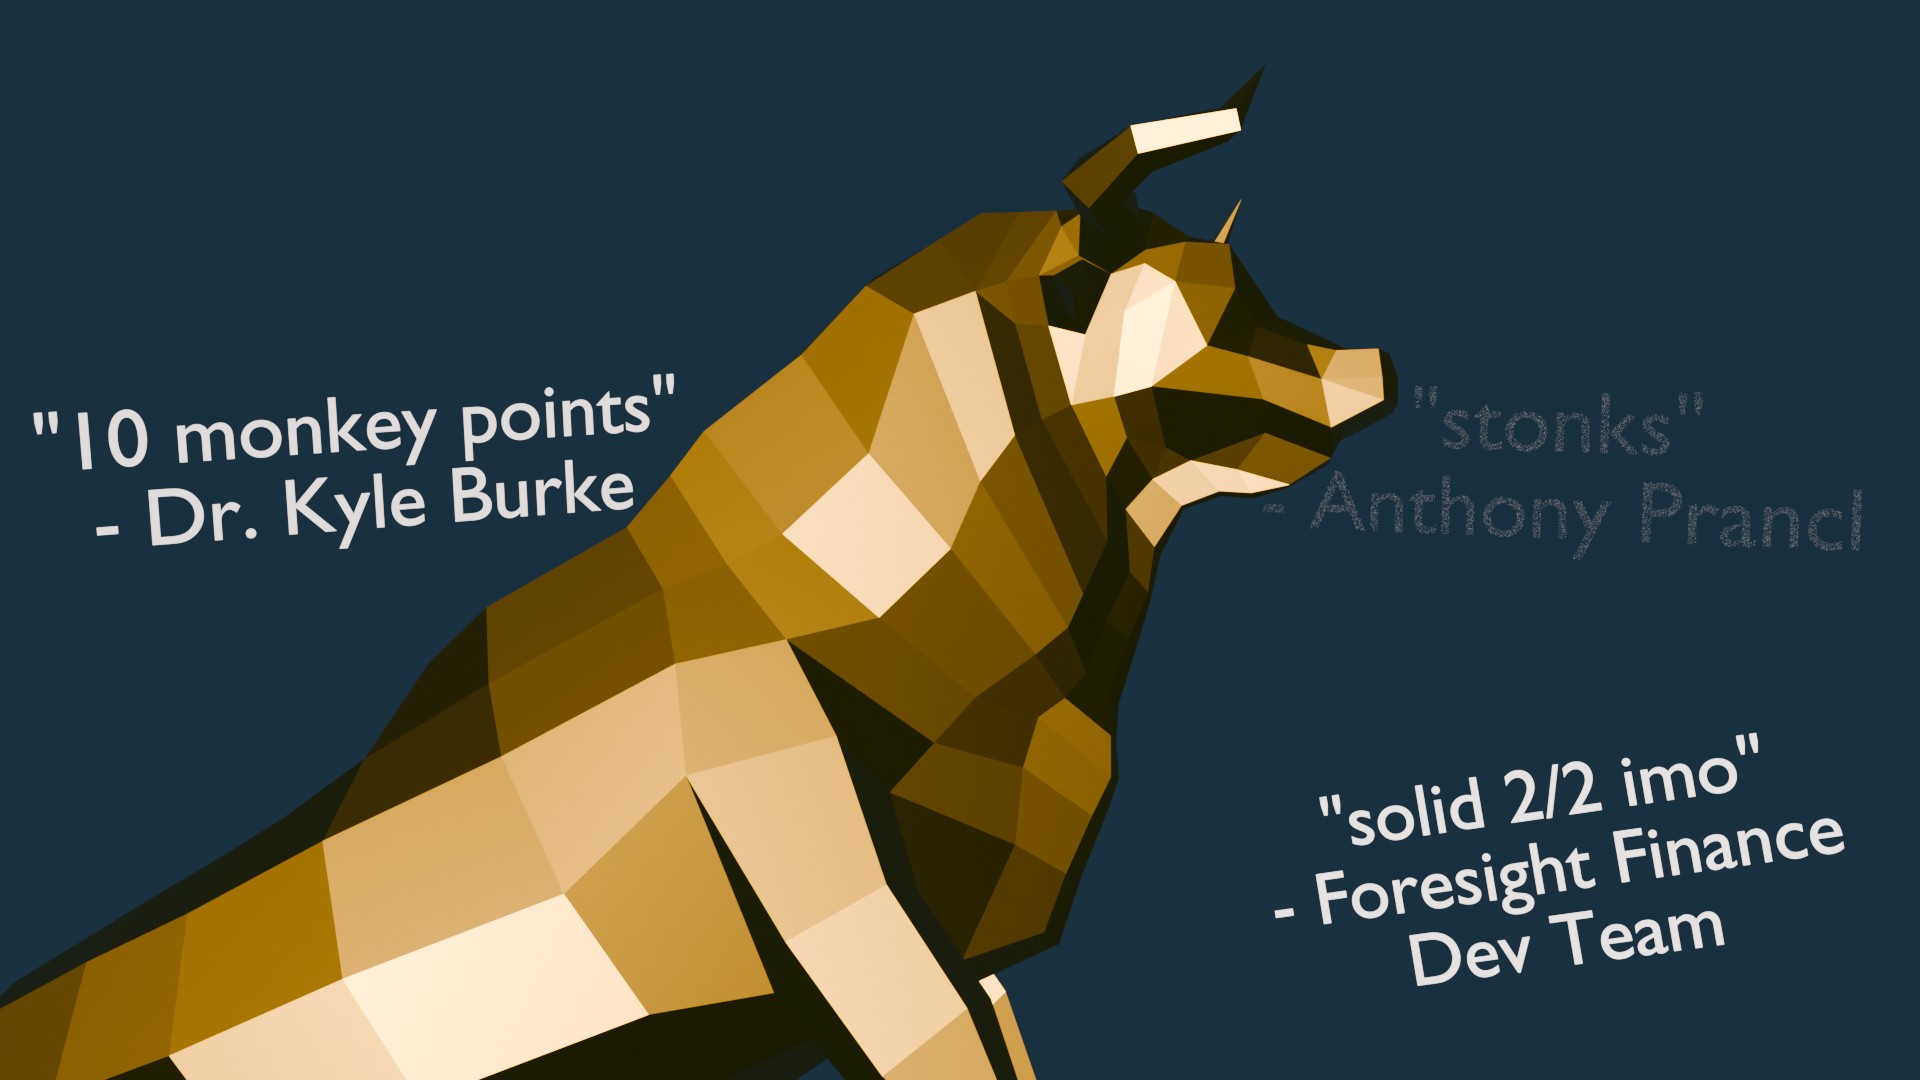 "10 monkey points"
- Dr. Kyle Burke
"stonks"
- Anthony Prancl
"solid 2/2 imo"
- Foresight Finance
Dev Team